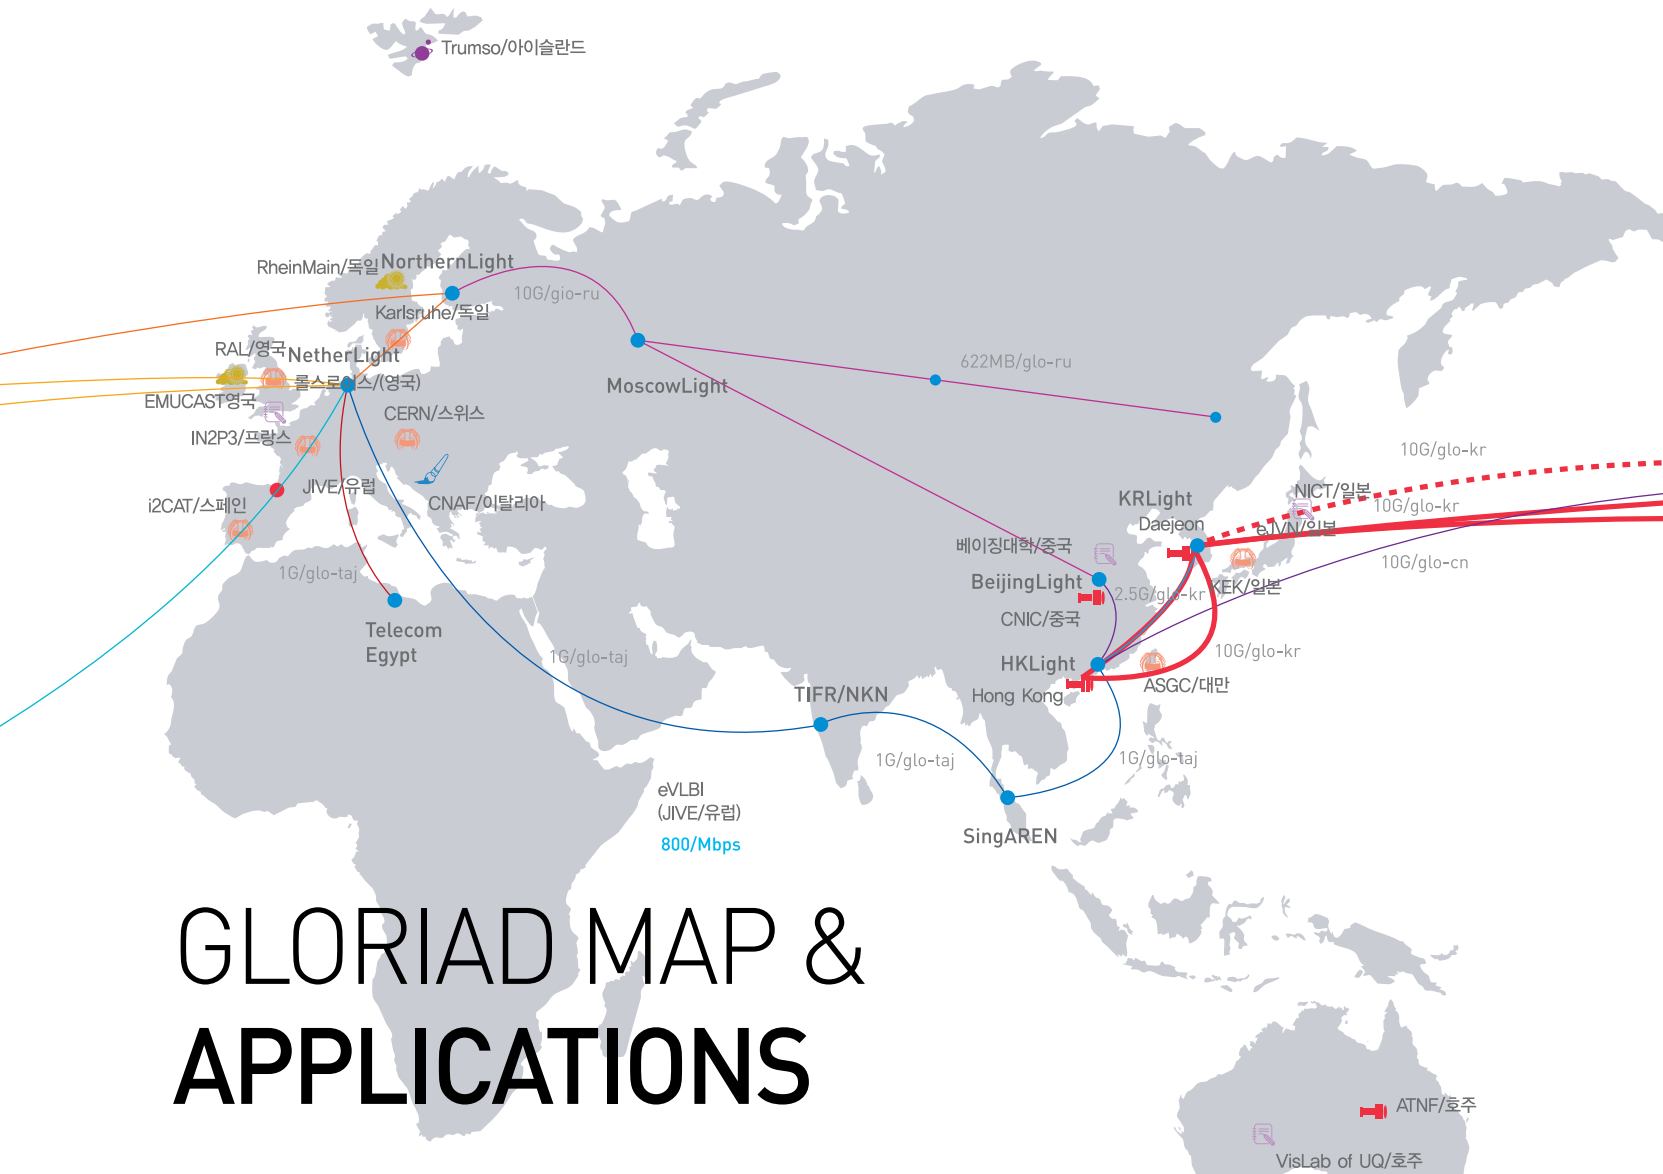 Trumso/아이슬란드
RheinMain/독일
NorthernLight
10G/gio-ru
Karlsruhe/독일
RAL/영국
NetherLight
롤스로이스/(영국)
622MB/glo-ru
MoscowLight
EMUCAST영국
CERN/스위스
IN2P3/프랑스
10G/glo-kr
JIVE/유럽
NICT/일본
KRLight
i2CAT/스페인
CNAF/이탈리아
10G/glo-kr
Daejeon
eJVN/일본
베이징대학/중국
10G/glo-cn
1G/glo-taj
BeijingLight
2.5G/glo-kr
KEK/일본
CNIC/중국
Telecom
Egypt
1G/glo-taj
10G/glo-kr
HKLight
ASGC/대만
TIFR/NKN
Hong Kong
1G/glo-taj
1G/glo-taj
eVLBI
(JIVE/유럽)
800/Mbps
SingAREN
GLORIAD MAP &
APPLICATIONS
ATNF/호주
VisLab of UQ/호주